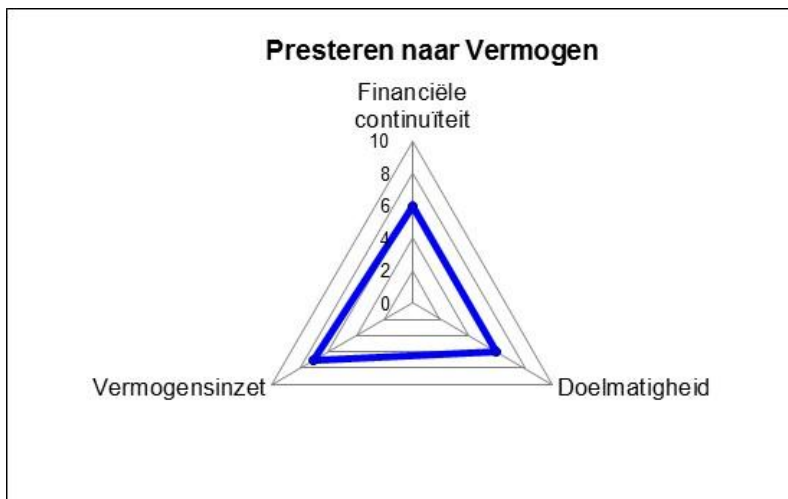 Presteren naar Vermogen
Financiële
continuïteit
10
8
6
4
2
0
Vermogensinzet
Doelmatigheid